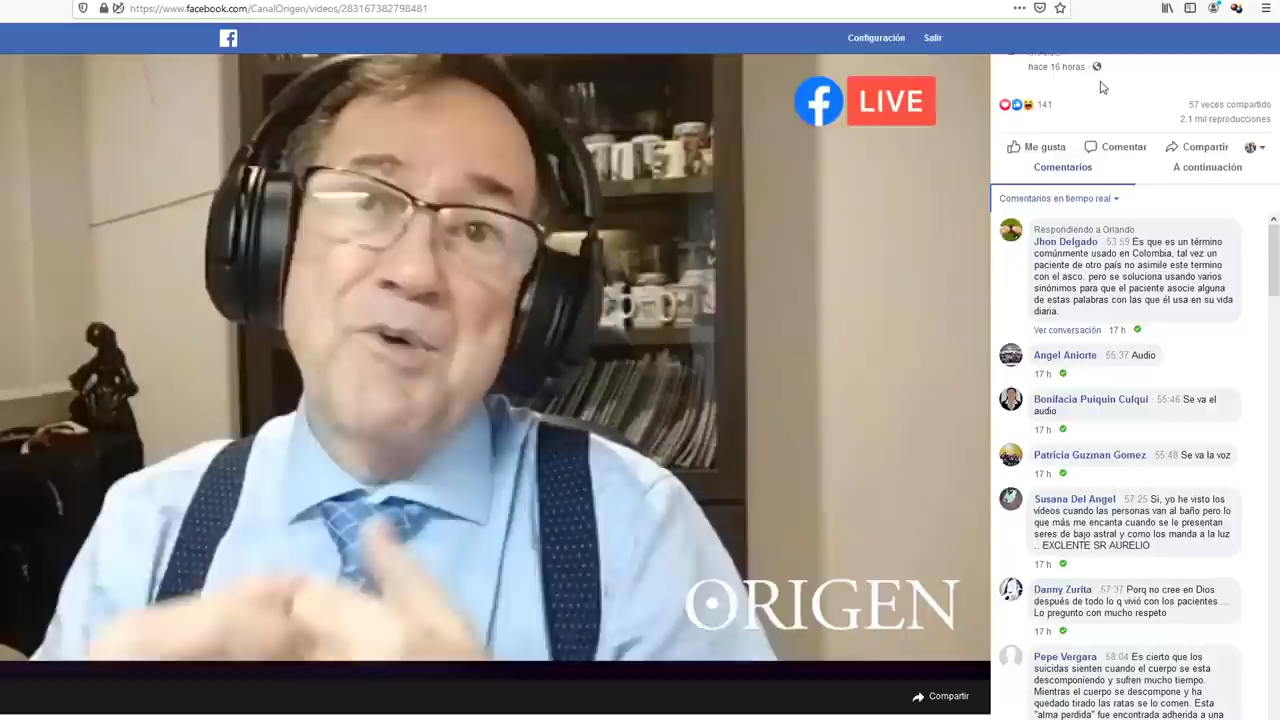 https://www.facebook.com/CanalOrigen/videos/283167382798481
Configuración
Salir
LIVE
ORIGEN
Compartir
hace 16 horas ·
141
57 veces compartido
2.1 mil reproducciones
Me gusta
Comentar
Compartir
Comentarios
A continuación
Comentarios en tiempo real
Respondiendo a Orlando
Jhon Delgado · 53:59 Es que es un término
comúnmente usado en Colombia, tal vez un
paciente de otro país no asimile este termino
con el asco. pero se soluciona usando varios
sinónimos para que el paciente asocie alguna
de estas palabras con las que él usa en su vida
diaria.
Ver conversación · 17 h ·
Angel Aniorte · 55:37 Audio
17 h ·
Bonifacia Puiquin Culqui · 55:46 Se va el
audio
17 h ·
Patricia Guzman Gomez · 55:48 Se va la voz
17 h ·
Susana Del Angel · 57:25 Si, yo he visto los
vídeos cuando las personas van al baño pero lo
que más me encanta cuando se le presentan
seres de bajo astral y como los manda a la luz
.. EXCLENTE SR AURELIO
17 h ·
Danny Zurita · 57:37 Porq no cree en Dios
después de todo lo q vivió con los pacientes....
Lo pregunto con mucho respeto
17 h ·
Pepe Vergara · 58:04 Es cierto que los
suicidas sienten cuando el cuerpo se esta
descomponiendo y sufren mucho tiempo.
Mientras el cuerpo se descompone y ha
quedado tirado las ratas se lo comen. Esta
"alma perdida" fue encontrada adherida a una